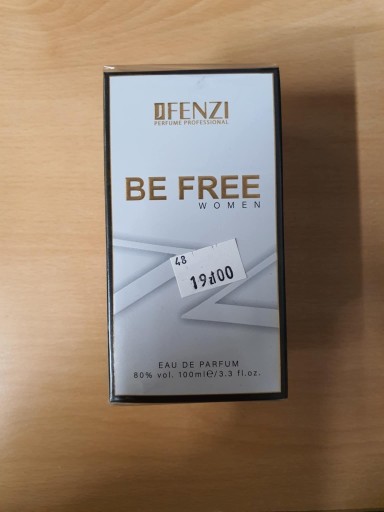 JFENZI
PERFUME PROFESSIONAL
BE FREE
WOMEN
48
19zł00
EAU DE PARFUM
80% vol. 100ml℮/3.3 fl.oz.